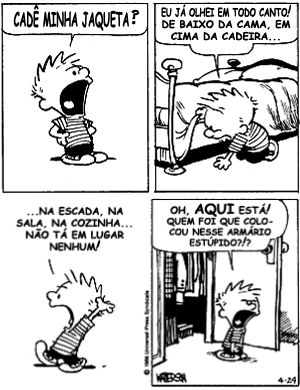 CADÊ MINHA JAQUETA?
EU JÁ OLHEI EM TODO CANTO!
DE BAIXO DA CAMA, EM
CIMA DA CADEIRA...
...NA ESCADA, NA
SALA, NA COZINHA...
NÃO TÁ EM LUGAR
NENHUM!
OH, AQUI ESTÁ!
QUEM FOI QUE COLO-
COU NESSE ARMÁRIO
ESTÚPIDO?!?
Universal Press Syndicate
WATTERSON
4-24